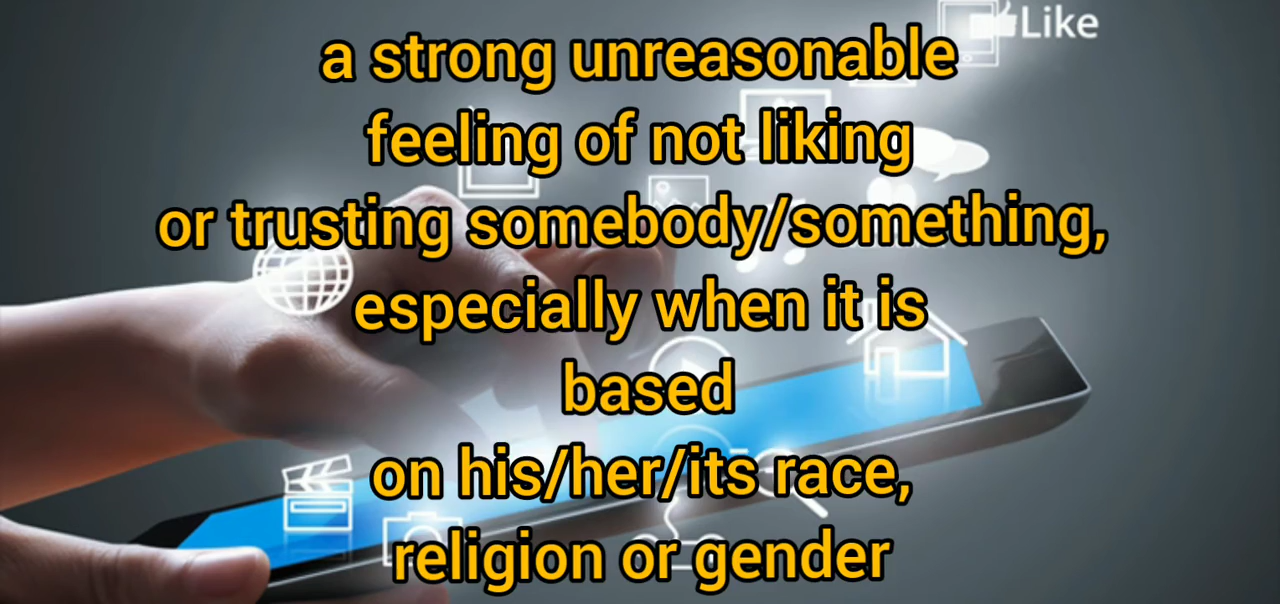 Like
a strong unreasonable
feeling of not liking
or trusting somebody/something,
especially when it is
based
on his/her/its race,
religion or gender